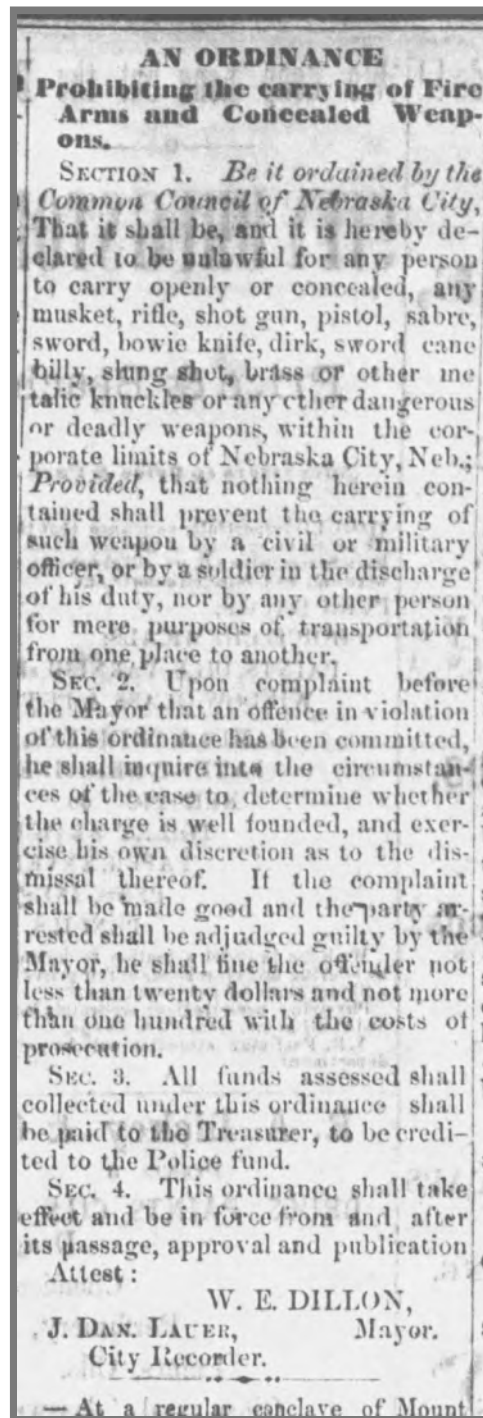 AN ORDINANCE
Prohibiting the carrying of Fire
Arms and Concealed Weap-
ons.
SECTION 1. Be it ordained by the
Common Council of Nebraska City,
That it shall be, and it is hereby de-
clared to be unlawful for any person
to carry openly or concealed, any
musket, rifle, shot gun, pistol, sabre,
sword, bowie knife, dirk, sword cane
billy, slung shot, brass or other me
talic knuckles or any other dangerous
or deadly weapons, within the cor-
porate limits of Nebraska City, Neb.;
Provided, that nothing herein con-
tained shall prevent the carrying of
such weapon by a civil or military
officer, or by a soldier in the discharge
of his duty, nor by any other person
for mere purposes of transportation
from one place to another.
SEC. 2. Upon complaint before
the Mayor that an offence in violation
of this ordinance has been committed,
he shall inquire into the circumstan-
ces of the case to determine whether
the charge is well founded, and exer-
cise his own discretion as to the dis-
missal thereof. If the complaint
shall be made good and the party ar-
rested shall be adjudged guilty by the
Mayor, he shall fine the offender not
less than twenty dollars and not more
than one hundred with the costs of
prosecution.
SEC. 3. All funds assessed shall
collected under this ordinance shall
be paid to the Treasurer, to be credi-
ted to the Police fund.
SEC. 4. This ordinance shall take
effect and be in force from and after
its passage, approval and publication
Attest:
W. E. DILLON,
J. DAN. LAUER, Mayor.
City Recorder.
— At a regular conclave of Mount